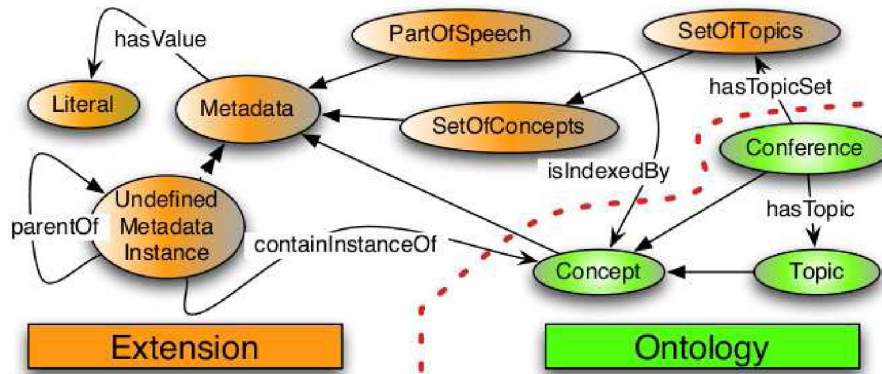 hasValue
PartOfSpeech
SetOfTopics
Literal
Metadata
hasTopicSet
SetOfConcepts
Conference
isIndexedBy
Undefined
Metadata
Instance
parentOf
hasTopic
containInstanceOf
Concept
Topic
Extension
Ontology